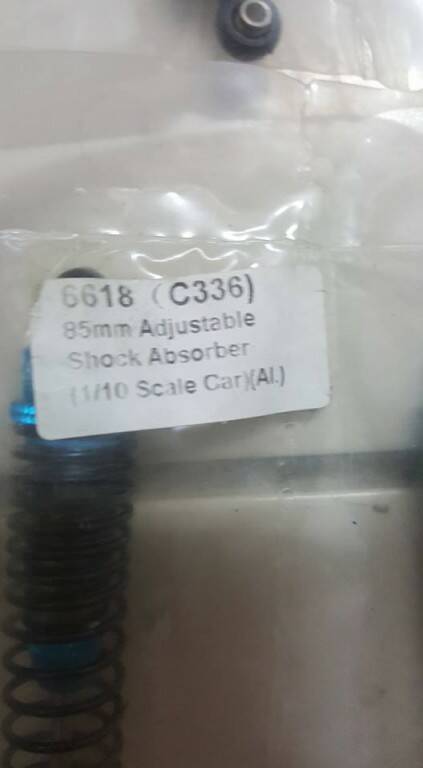 6618 (C336)
85mm Adjustable
Shock Absorber
(1/10 Scale Car)(Al.)